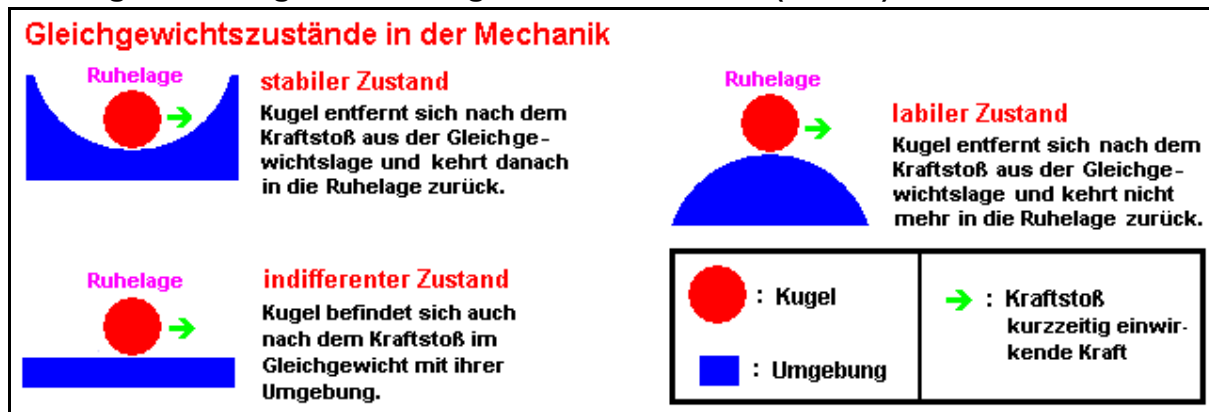 Gleichgewichtszustände in der Mechanik
Ruhelage
stabiler Zustand
Kugel entfernt sich nach dem
Kraftstoß aus der Gleichge-
wichtslage und kehrt danach
in die Ruhelage zurück.
Ruhelage
labiler Zustand
Kugel entfernt sich nach dem
Kraftstoß aus der Gleichge-
wichtslage und kehrt nicht
mehr in die Ruhelage zurück.
Ruhelage
indifferenter Zustand
Kugel befindet sich auch
nach dem Kraftstoß im
Gleichgewicht mit ihrer
Umgebung.
: Kugel
: Umgebung
: Kraftstoß
kurzzeitig einwir-
kende Kraft